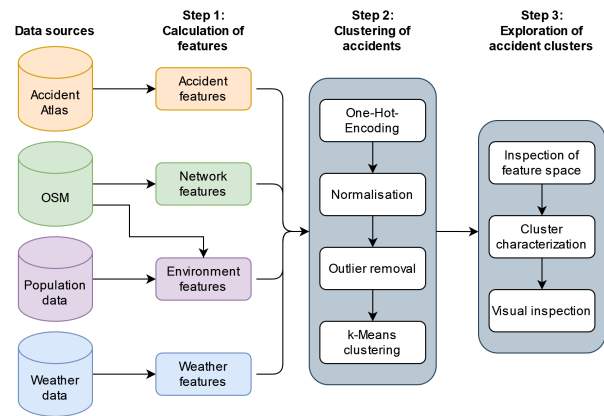 Data sources
Step 1:
Calculation of
features
Step 2:
Clustering of
accidents
Step 3:
Exploration of
accident clusters
Accident
Atlas
OSM
Population
data
Weather
data
Accident
features
Network
features
Environment
features
Weather
features
One-Hot-
Encoding
Normalisation
Outlier removal
k-Means
clustering
Inspection of
feature space
Cluster
characterization
Visual inspection